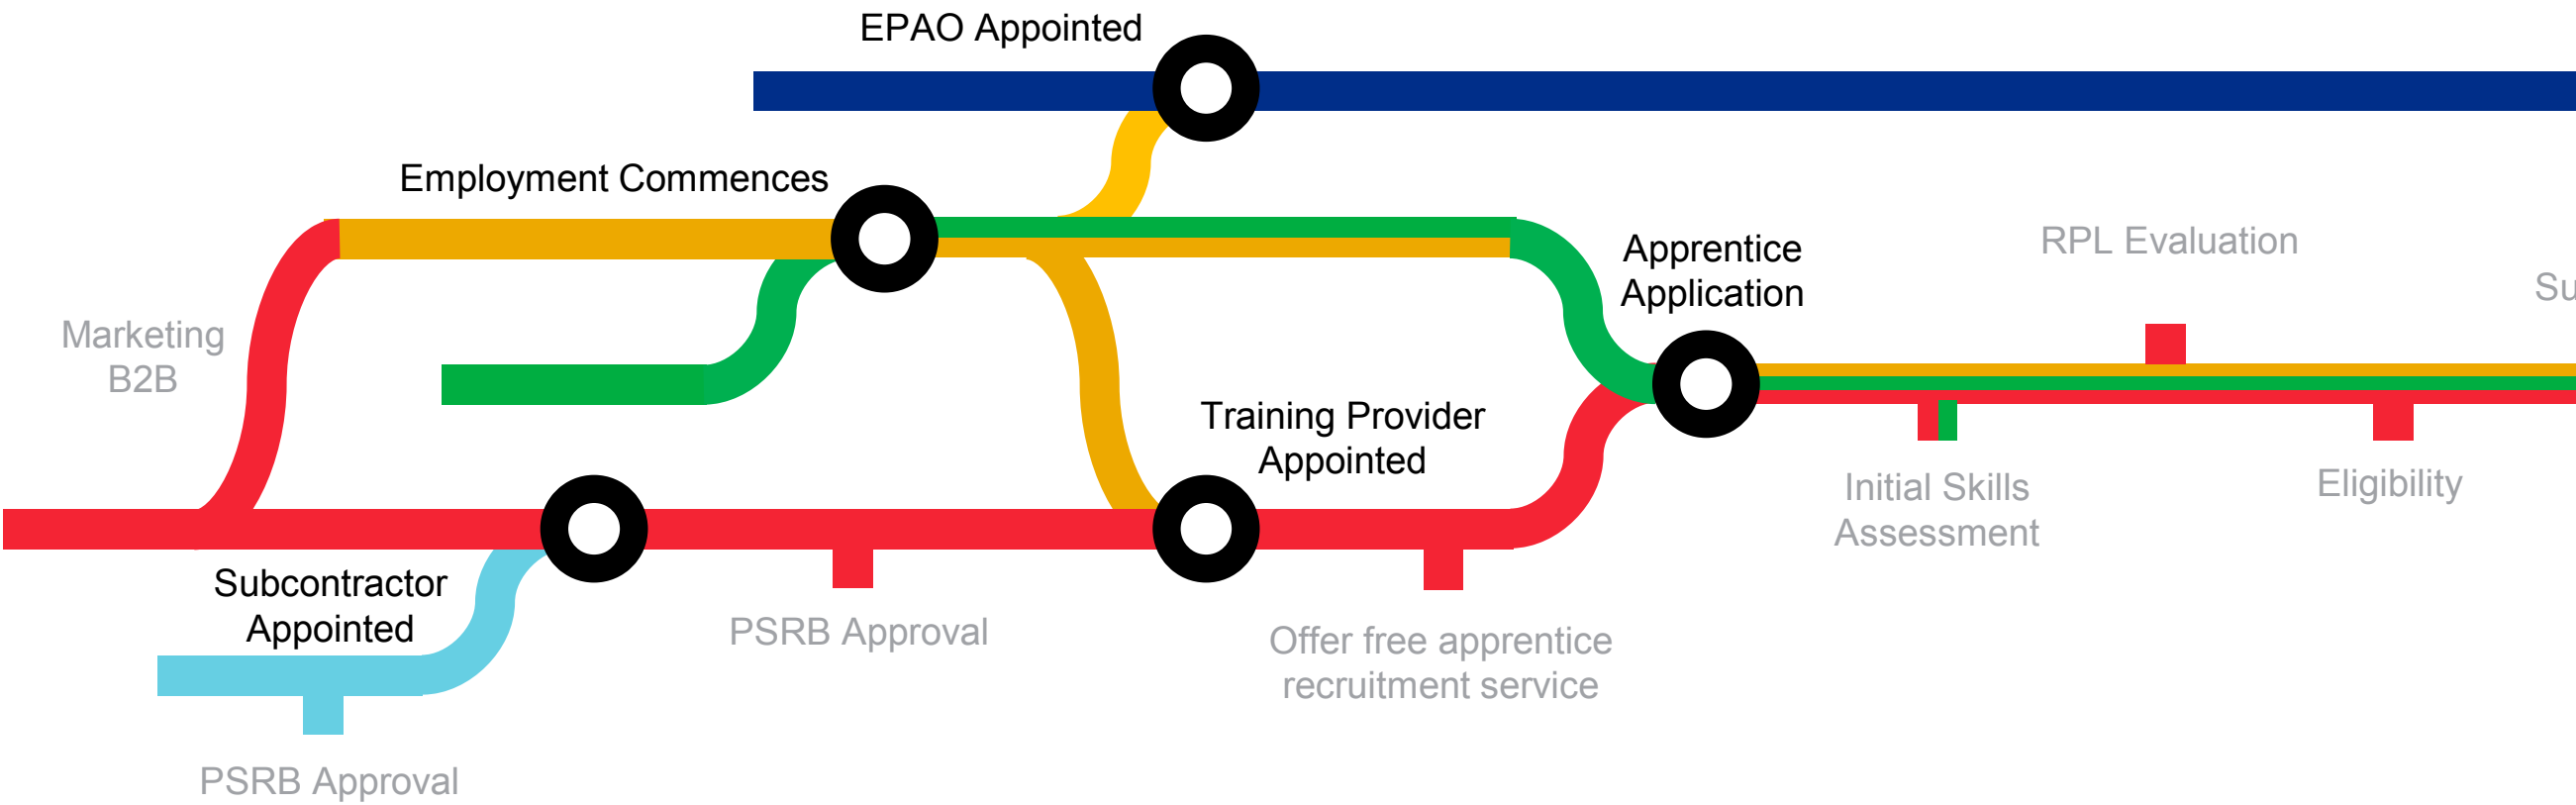 EPAO Appointed
Employment Commences
Marketing
B2B
Apprentice
Application
RPL Evaluation
Su
Training Provider
Appointed
Initial Skills
Assessment
Eligibility
Subcontractor
Appointed
PSRB Approval
Offer free apprentice
recruitment service
PSRB Approval